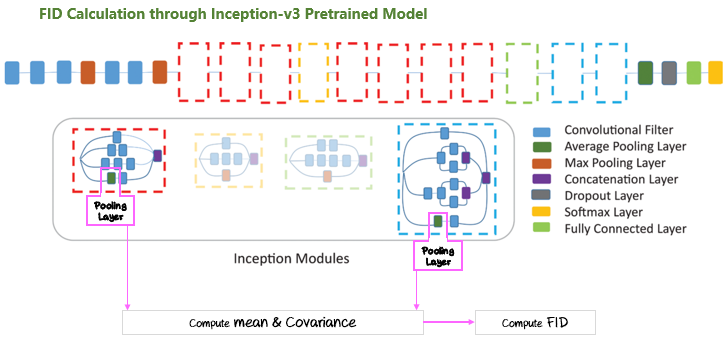 FID Calculation through Inception-v3 Pretrained Model
Convolutional Filter
Average Pooling Layer
Max Pooling Layer
Concatenation Layer
Dropout Layer
Softmax Layer
Fully Connected Layer
Pooling
Layer
Pooling
Layer
Inception Modules
Compute mean & Covariance
Compute FID